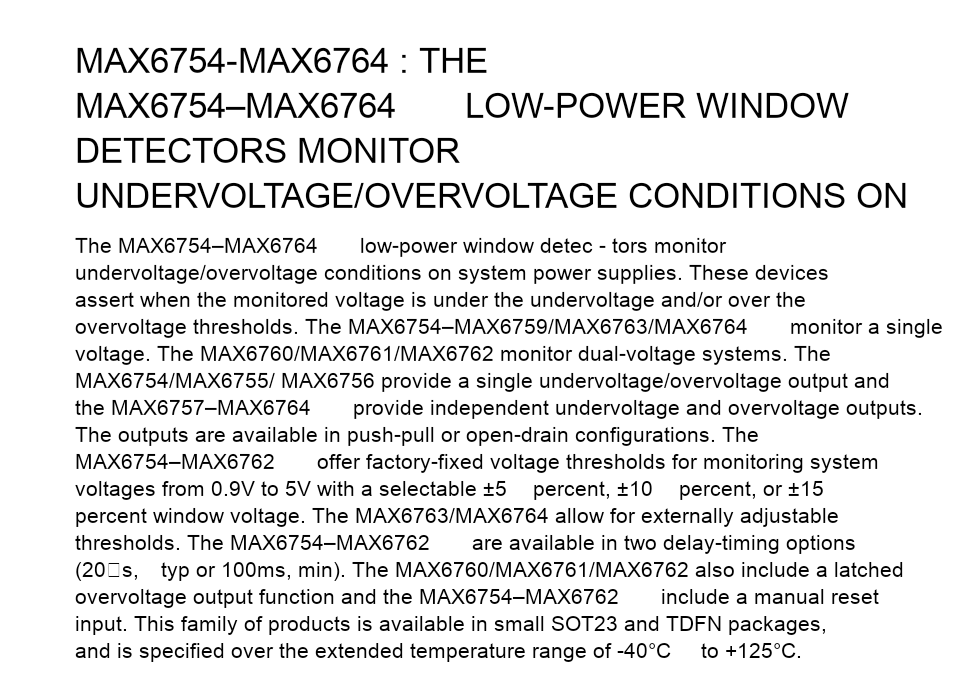 MAX6754-MAX6764 : THE
MAX6754–MAX6764 LOW-POWER WINDOW
DETECTORS MONITOR
UNDERVOLTAGE/OVERVOLTAGE CONDITIONS ON
The MAX6754–MAX6764 low-power window detec - tors monitor
undervoltage/overvoltage conditions on system power supplies. These devices
assert when the monitored voltage is under the undervoltage and/or over the
overvoltage thresholds. The MAX6754–MAX6759/MAX6763/MAX6764 monitor a single
voltage. The MAX6760/MAX6761/MAX6762 monitor dual-voltage systems. The
MAX6754/MAX6755/ MAX6756 provide a single undervoltage/overvoltage output and
the MAX6757–MAX6764 provide independent undervoltage and overvoltage outputs.
The outputs are available in push-pull or open-drain configurations. The
MAX6754–MAX6762 offer factory-fixed voltage thresholds for monitoring system
voltages from 0.9V to 5V with a selectable ±5 percent, ±10 percent, or ±15
percent window voltage. The MAX6763/MAX6764 allow for externally adjustable
thresholds. The MAX6754–MAX6762 are available in two delay-timing options
(20□s, typ or 100ms, min). The MAX6760/MAX6761/MAX6762 also include a latched
overvoltage output function and the MAX6754–MAX6762 include a manual reset
input. This family of products is available in small SOT23 and TDFN packages,
and is specified over the extended temperature range of -40°C to +125°C.